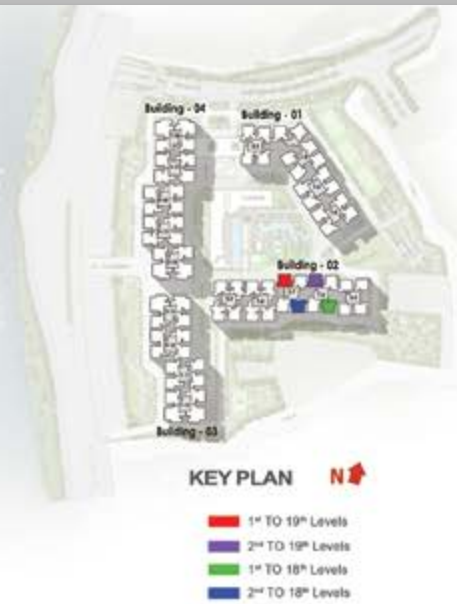 Building - 04
Building - 01
Building - 02
Building - 03
KEY PLAN N
1st TO 19th Levels
2nd TO 19th Levels
1st TO 18th Levels
2nd TO 18th Levels